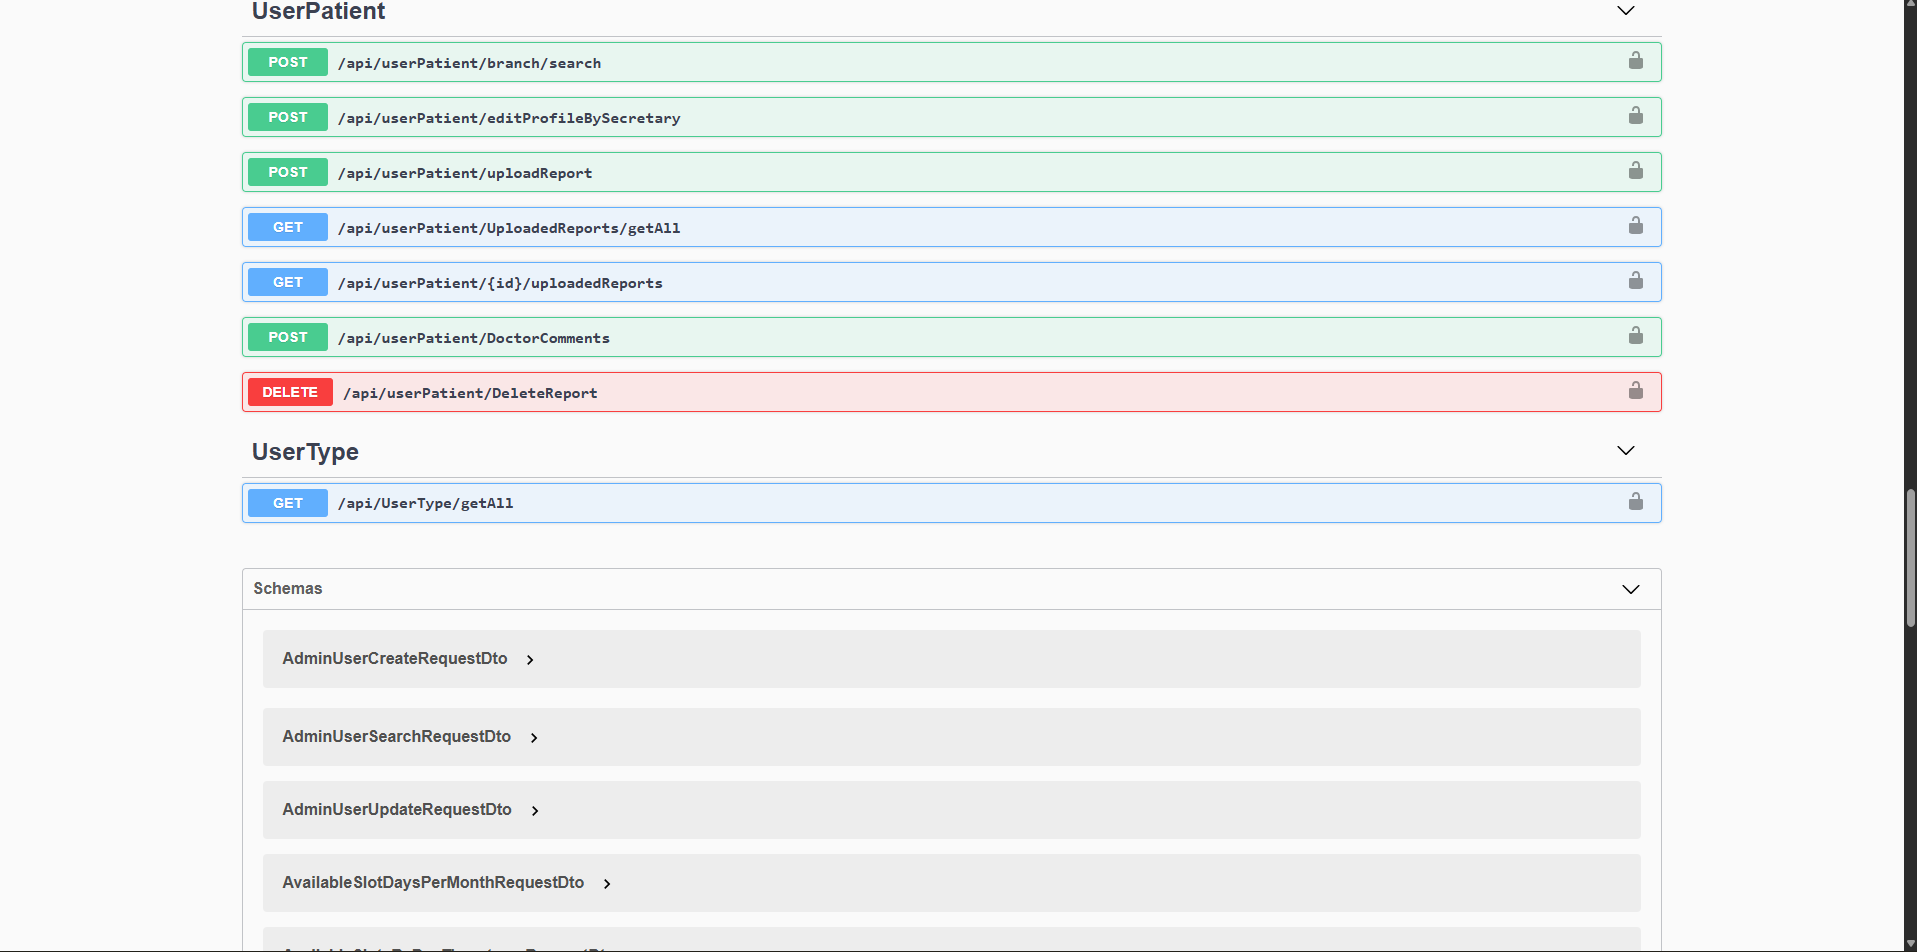 UserPatient
POST /api/userPatient/branch/search
POST /api/userPatient/editProfileBySecretary
POST /api/userPatient/uploadReport
GET /api/userPatient/UploadedReports/getAll
GET /api/userPatient/{id}/uploadedReports
POST /api/userPatient/DoctorComments
DELETE /api/userPatient/DeleteReport
UserType
GET /api/UserType/getAll
Schemas
AdminUserCreateRequestDto
AdminUserSearchRequestDto
AdminUserUpdateRequestDto
AvailableSlotDaysPerMonthRequestDto